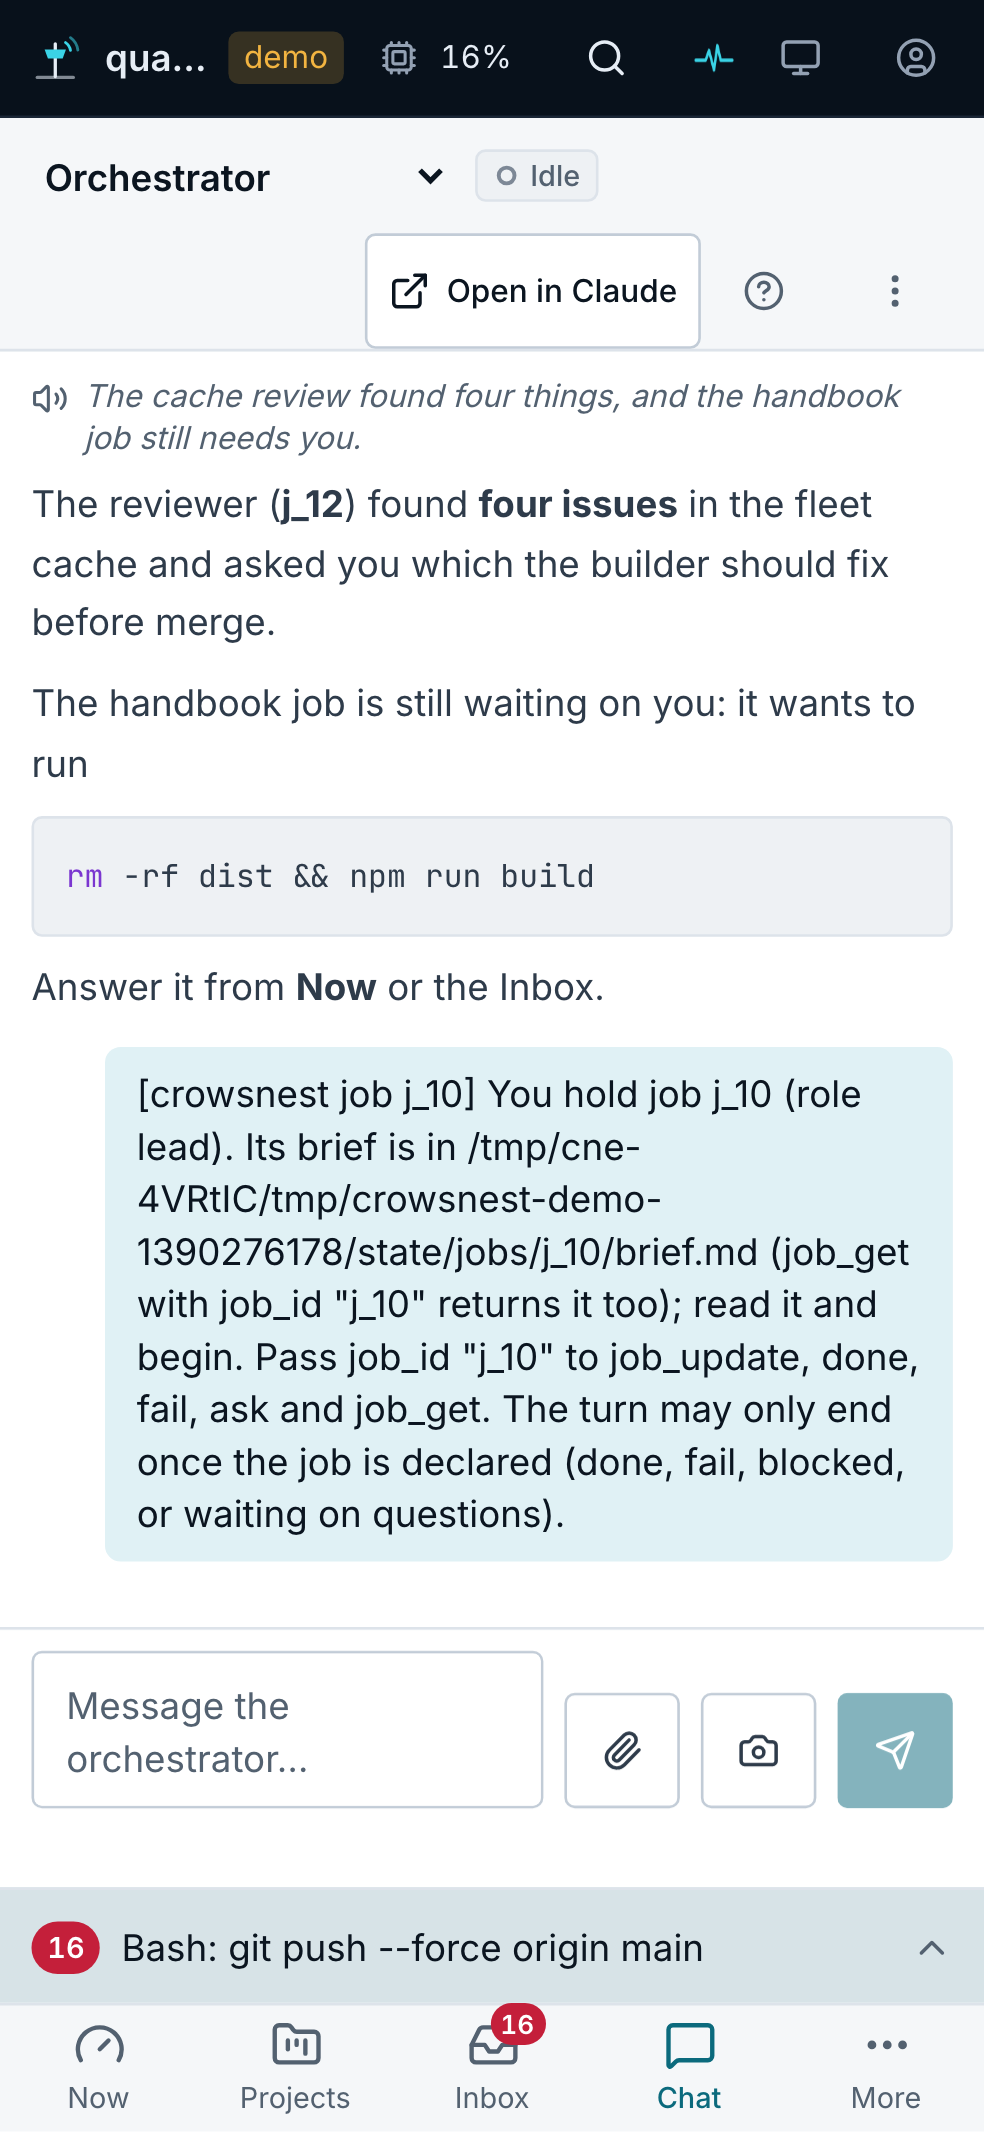 qua...
demo
16%
Orchestrator
Idle
Open in Claude
The cache review found four things, and the handbook
job still needs you.
The reviewer (j_12) found four issues in the fleet
cache and asked you which the builder should fix
before merge.
The handbook job is still waiting on you: it wants to
run
rm -rf dist && npm run build
Answer it from Now or the Inbox.
[crowsnest job j_10] You hold job j_10 (role
lead). Its brief is in /tmp/cne-
4VRtIC/tmp/crowsnest-demo-
1390276178/state/jobs/j_10/brief.md (job_get
with job_id "j_10" returns it too); read it and
begin. Pass job_id "j_10" to job_update, done,
fail, ask and job_get. The turn may only end
once the job is declared (done, fail, blocked,
or waiting on questions).
Message the
orchestrator...
16
Bash: git push --force origin main
16
Now
Projects
Inbox
Chat
More